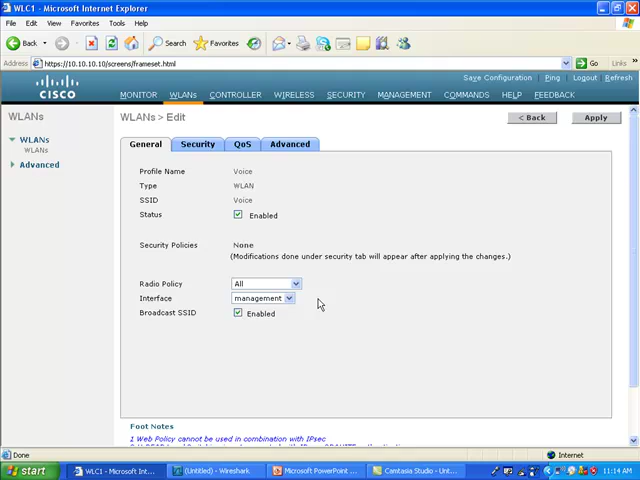 WLC1 - Microsoft Internet Explorer
File Edit View Favorites Tools Help
Back Search Favorites
Address https://10.10.10.10/screens/frameset.html Go Links
Save Configuration Ping Logout Refresh
CISCO
MONITOR WLANs CONTROLLER WIRELESS SECURITY MANAGEMENT COMMANDS HELP FEEDBACK
WLANs
WLANs > Edit
< Back Apply
WLANs
WLANs
Advanced
General Security QoS Advanced
Profile Name Voice
Type WLAN
SSID Voice
Status Enabled
Security Policies None
(Modifications done under security tab will appear after applying the changes.)
Radio Policy All
Interface management
Broadcast SSID Enabled
Foot Notes
1 Web Policy cannot be used in combination with IPsec
Done Internet
start WLC1 - Microsoft Int... (Untitled) - Wireshark Microsoft PowerPoint ... Camtasia Studio - Unt... 11:14 AM